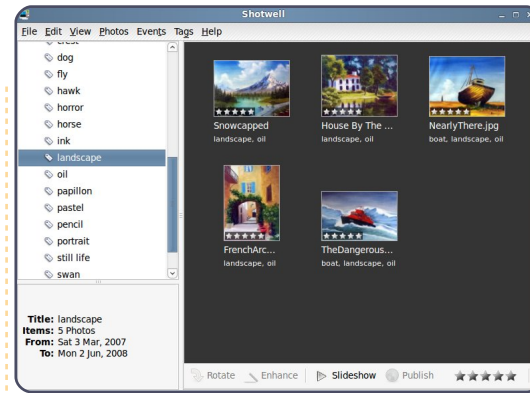 Shotwell
File Edit View Photos Events Tags Help
crest
dog
fly
hawk
horror
horse
ink
landscape
oil
papillon
pastel
pencil
portrait
still life
swan
Title: landscape
Items: 5 Photos
From: Sat 3 Mar, 2007
To: Mon 2 Jun, 2008
Snowcapped
landscape, oil
House By The ...
landscape, oil
NearlyThere.jpg
boat, landscape, oil
FrenchArc...
landscape, oil
TheDangerous...
boat, landscape, oil
Rotate Enhance Slideshow Publish